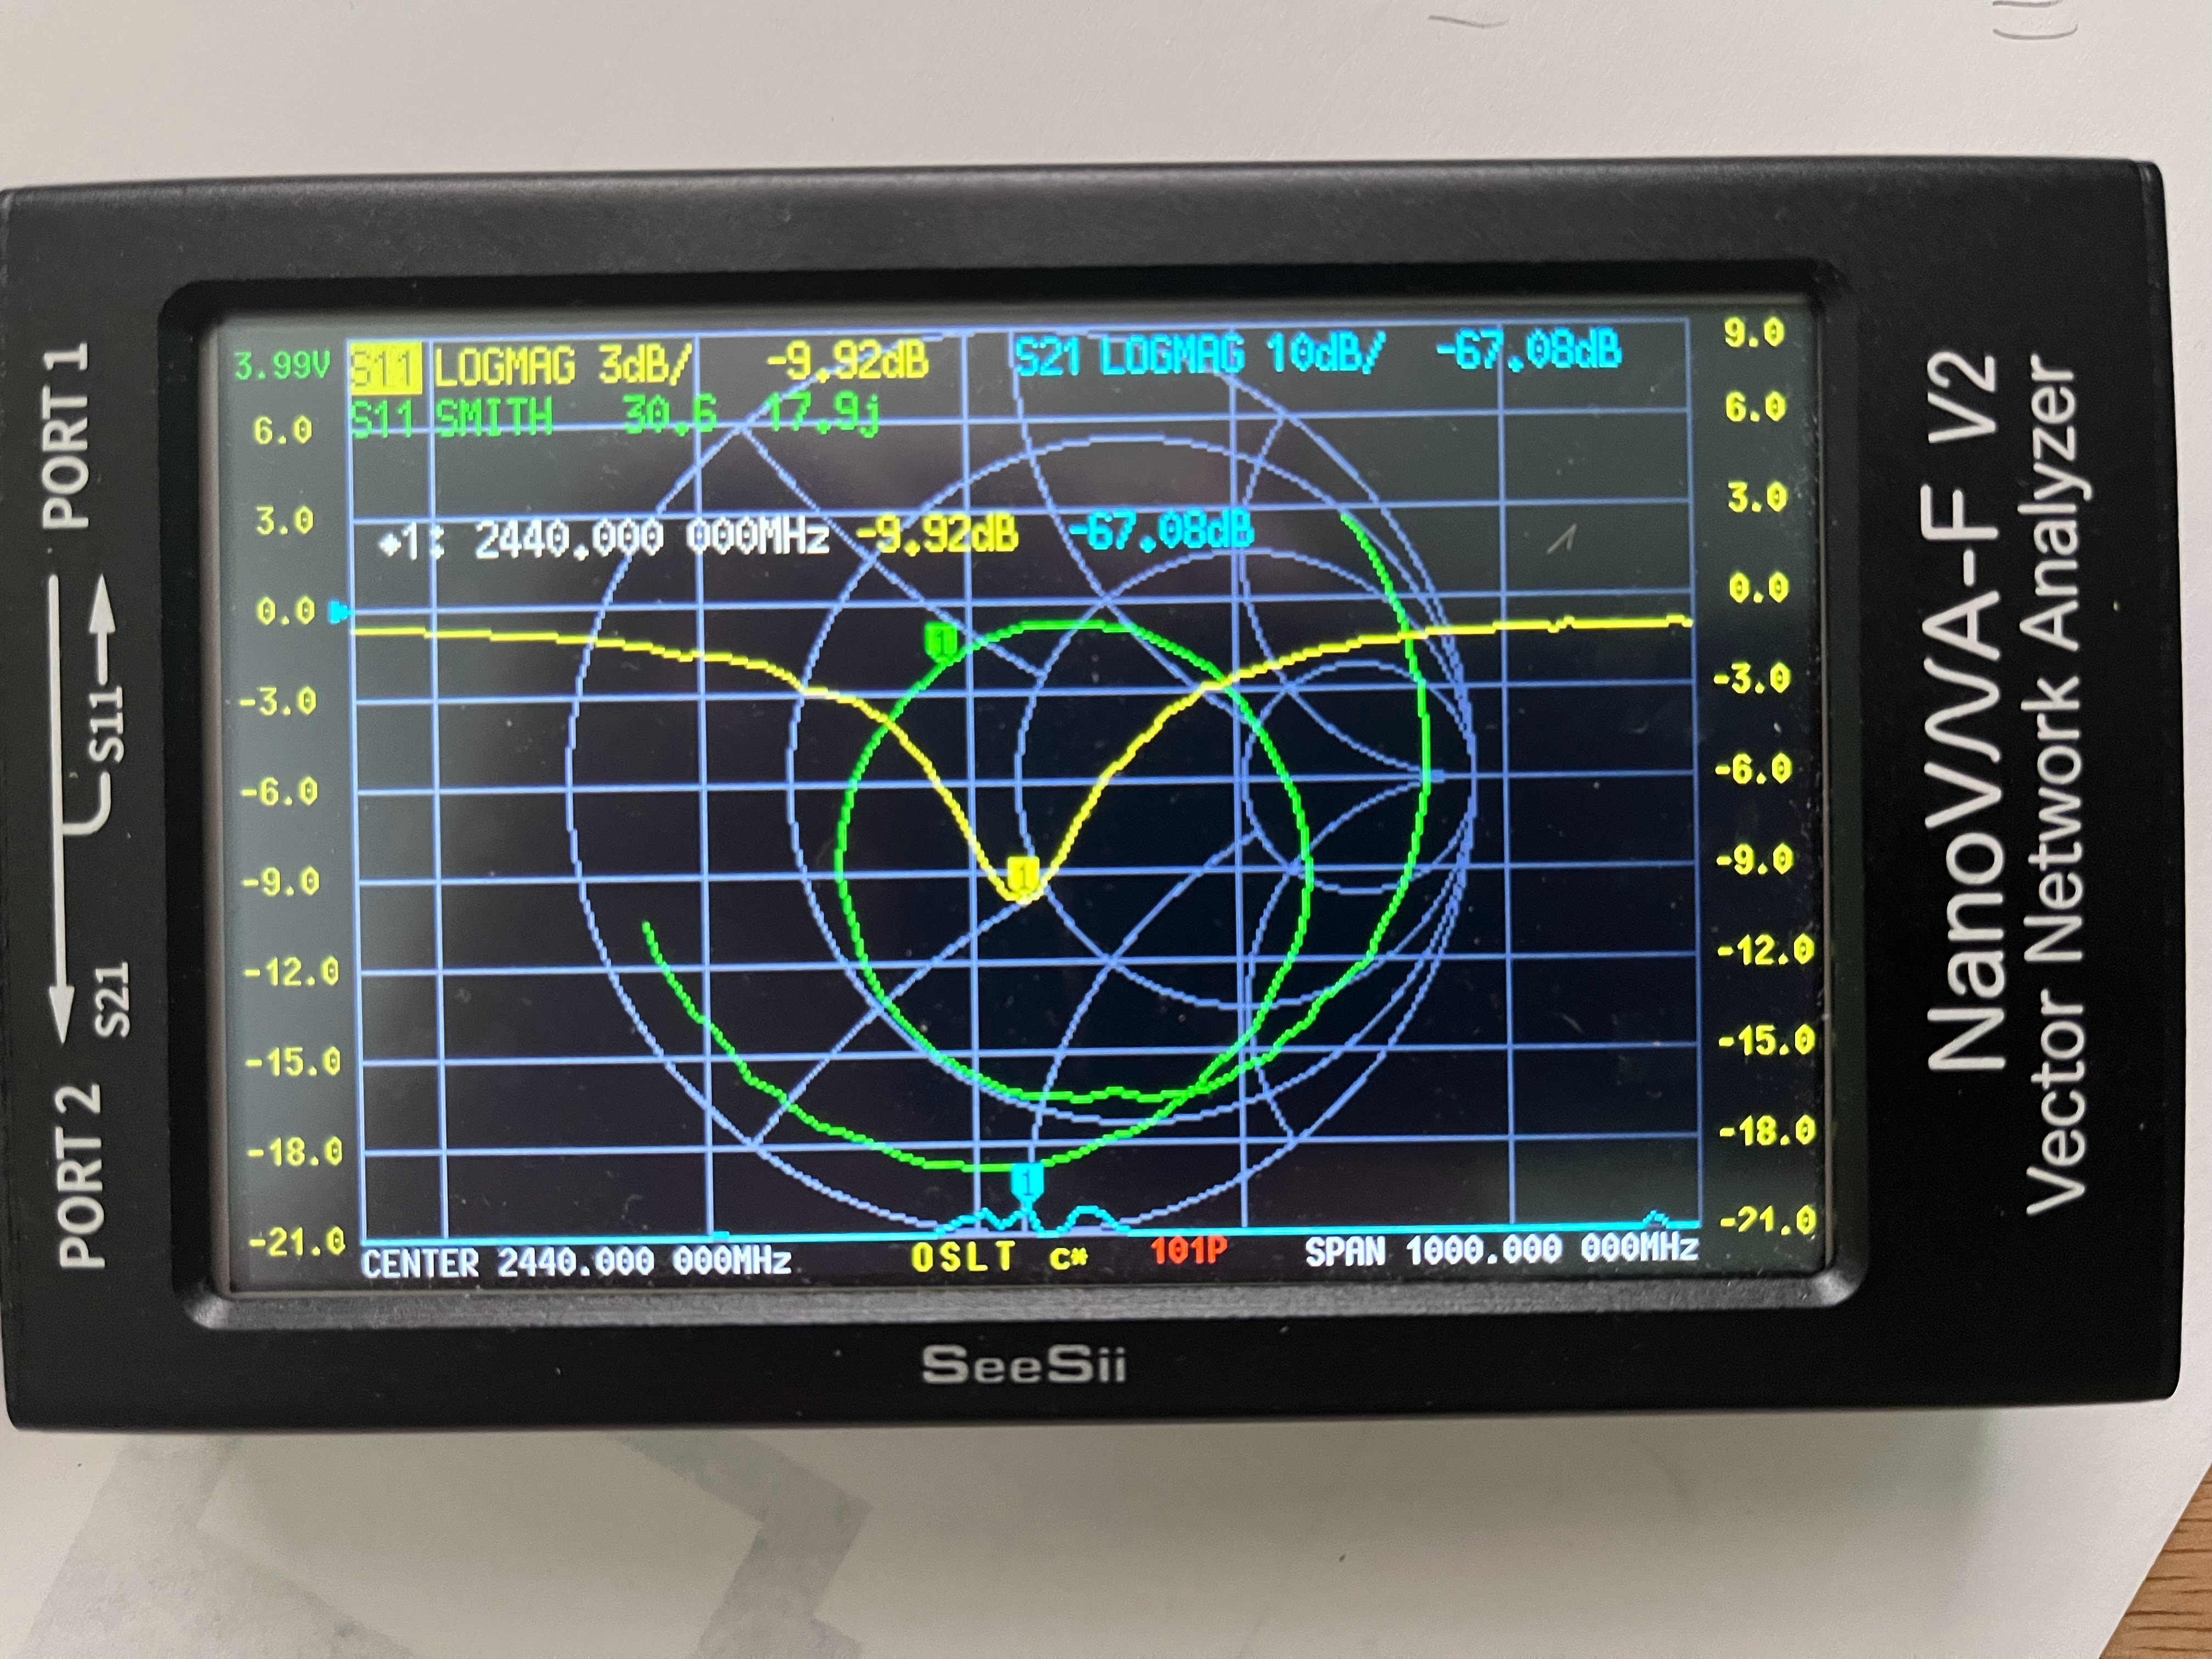 3.99V S11 LOGMAG 3dB/ -9.92dB S21 LOGMAG 10dB/ -67.08dB 9.0
S11 SMITH 30.6 17.9j
6.0 6.0
3.0 3.0
1: 2440.000 000MHz -9.92dB -67.08dB
0.0 0.0
1
-3.0 -3.0
-6.0 -6.0
-9.0 1 -9.0
-12.0 -12.0
-15.0 -15.0
-18.0 -18.0
1
-21.0 -21.0
CENTER 2440.000 000MHz OSLT c* 101P SPAN 1000.000 000MHz
SeeSii
PORT 1
S11
S21
PORT 2
NanoVNA-F V2
Vector Network Analyzer